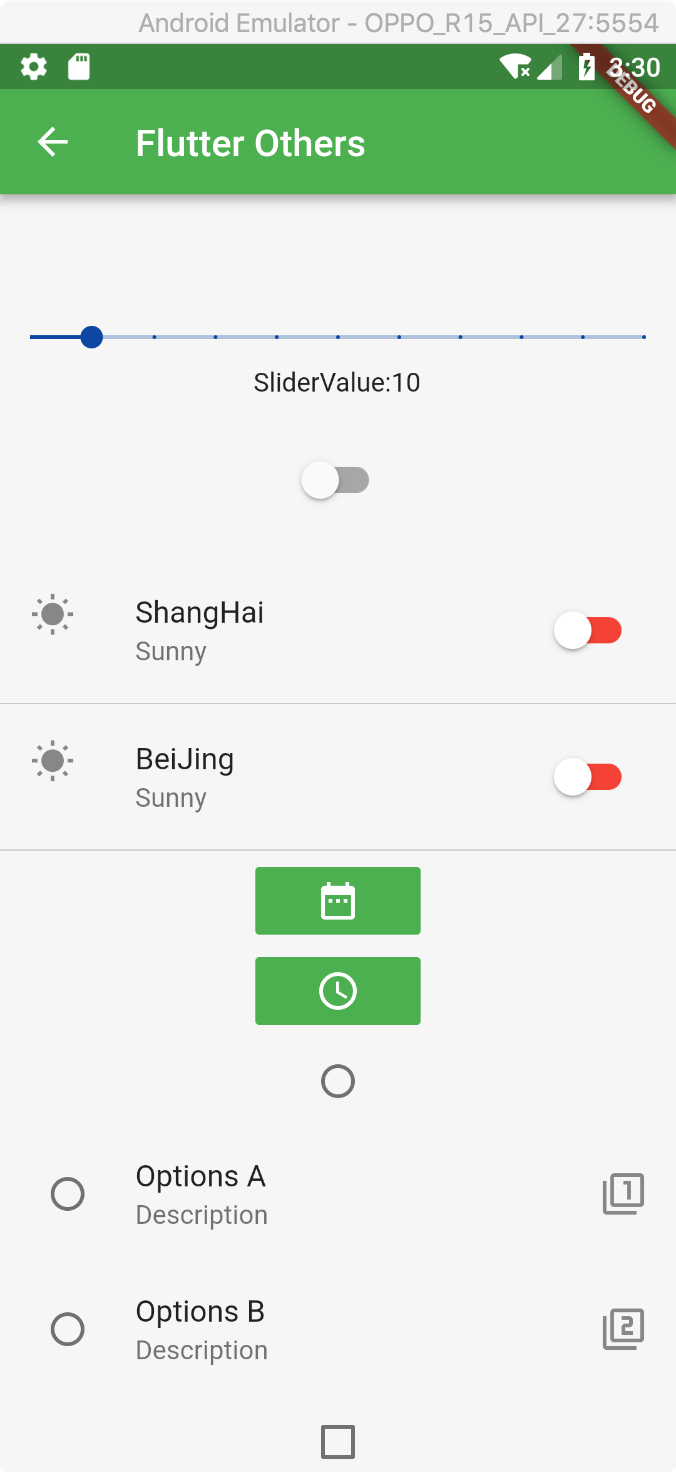 Android Emulator - OPPO_R15_API_27:5554
3:30
DEBUG
Flutter Others
SliderValue:10
ShangHai
Sunny
BeiJing
Sunny
Options A
Description
1
Options B
Description
2